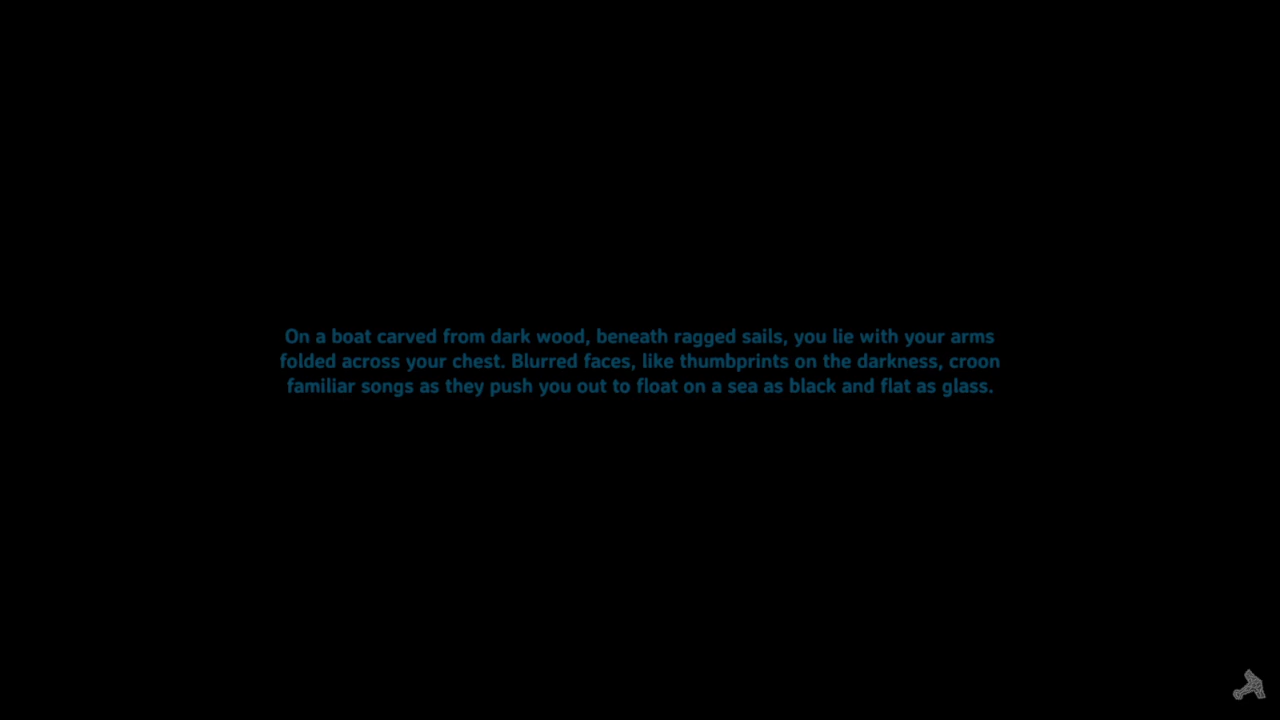 On a boat carved from dark wood, beneath ragged sails, you lie with your arms
folded across your chest. Blurred faces, like thumbprints on the darkness, croon
familiar songs as they push you out to float on a sea as black and flat as glass.